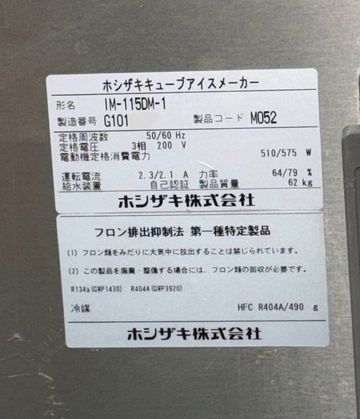 ホシザキキューブアイスメーカー
形名 IM-115DM-1
製造番号 G101 製品コード M052
定格周波数 50/60 Hz
定格電圧 3相 200 V
電動機定格消費電力 510/575 W
運転電流 2.3/2.1 A 力率 64/79 %
給水装置 自己認証 製品質量 62 kg
ホシザキ株式会社
フロン排出抑制法 第一種特定製品
(1) フロン類をみだりに大気中に放出することは禁じられています。
(2) この製品を廃棄・整備する場合には、フロン類の回収が必要です。
R134a(GWP1430) R404A(GWP3920)
冷媒 HFC R404A/490 g
ホシザキ株式会社